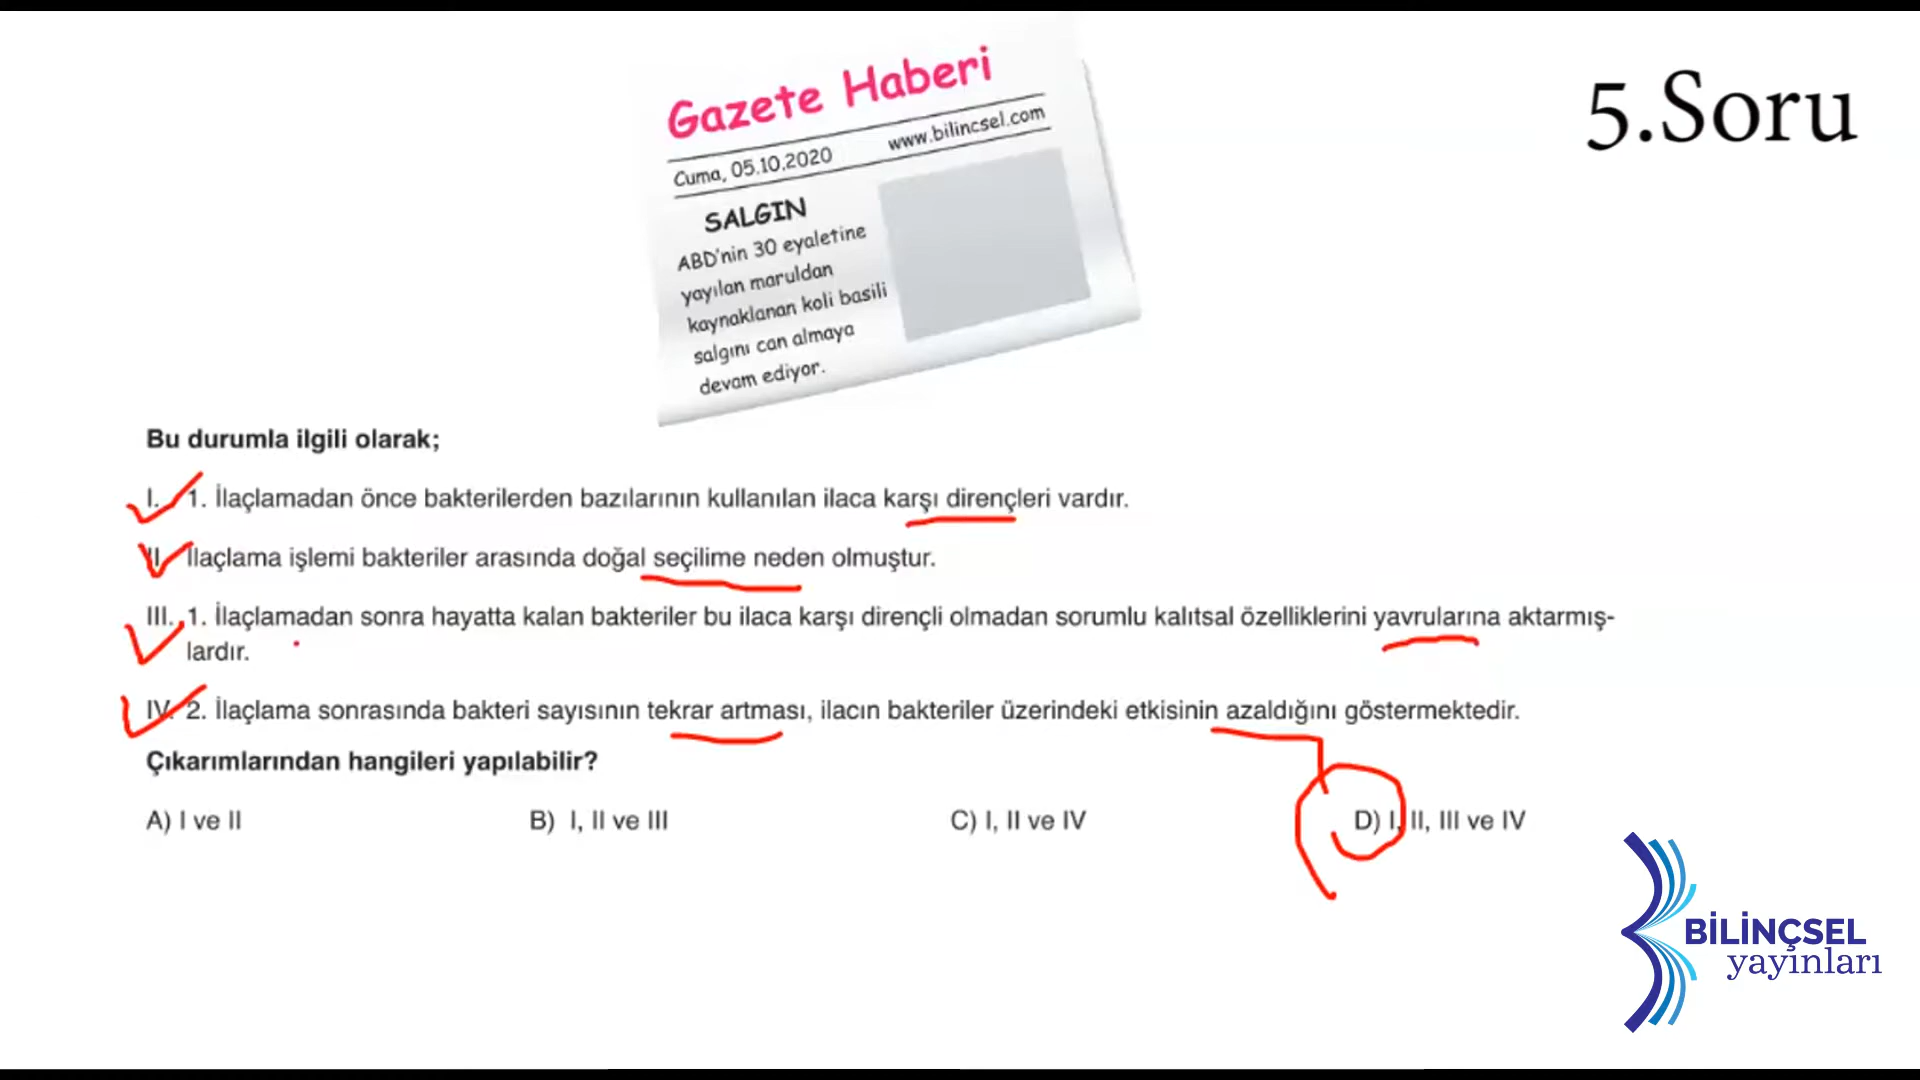 Gazete Haberi
5.Soru
Cuma, 05.10.2020 www.bilincsel.com
SALGIN
ABD'nin 30 eyaletine
yayılan maruldan
kaynaklanan koli basili
salgını can almaya
devam ediyor.
Bu durumla ilgili olarak;
I. 1. İlaçlamadan önce bakterilerden bazılarının kullanılan ilaca karşı dirençleri vardır.
II. İlaçlama işlemi bakteriler arasında doğal seçilime neden olmuştur.
III. 1. İlaçlamadan sonra hayatta kalan bakteriler bu ilaca karşı dirençli olmadan sorumlu kalıtsal özelliklerini yavrularına aktarmış-
lardır.
IV. 2. İlaçlama sonrasında bakteri sayısının tekrar artması, ilacın bakteriler üzerindeki etkisinin azaldığını göstermektedir.
Çıkarımlarından hangileri yapılabilir?
A) I ve II B) I, II ve III C) I, II ve IV D) I, II, III ve IV
BİLİNÇSEL
yayınları